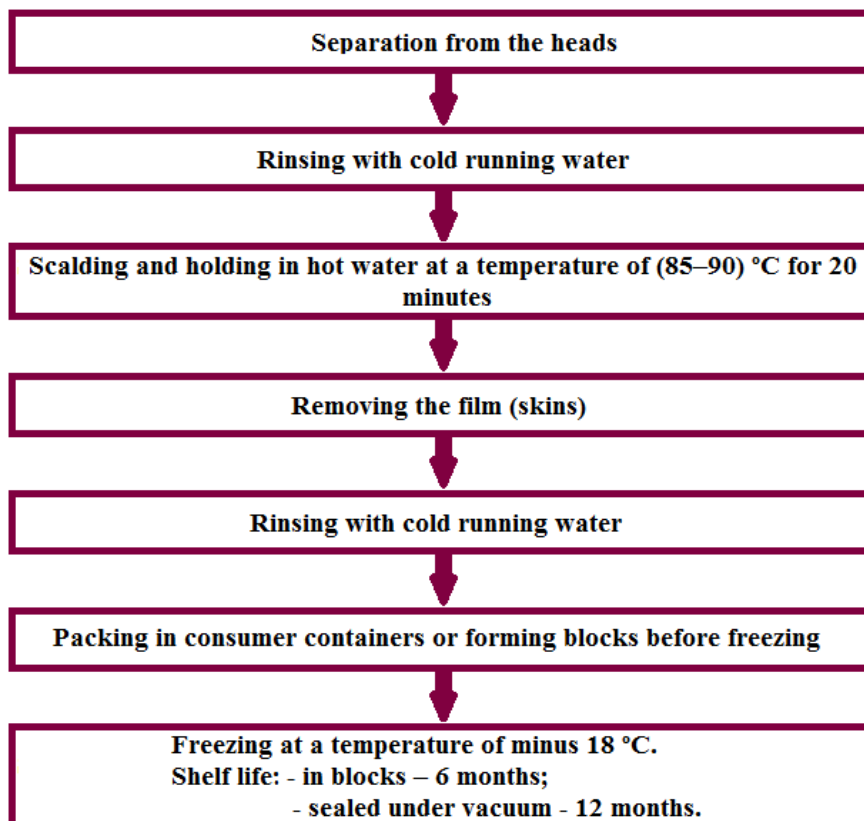 Separation from the heads
Rinsing with cold running water
Scalding and holding in hot water at a temperature of (85–90) ºC for 20
minutes
Removing the film (skins)
Rinsing with cold running water
Packing in consumer containers or forming blocks before freezing
Freezing at a temperature of minus 18 ºC.
Shelf life: - in blocks – 6 months;
- sealed under vacuum - 12 months.